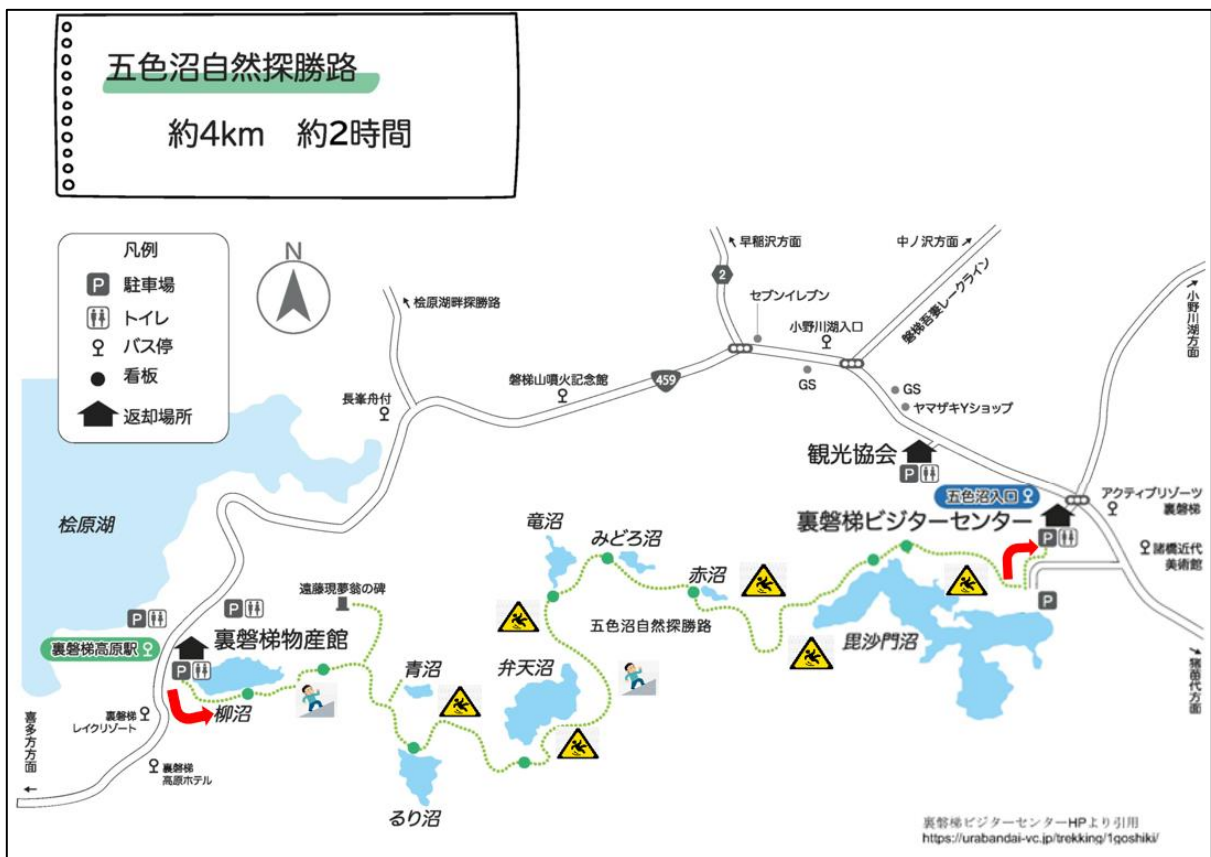 五色沼自然探勝路
約4km　約2時間
凡例
P 駐車場
トイレ
バス停
看板
返却場所
N
桧原湖畔探勝路
早稲沢方面
中ノ沢方面
2
セブンイレブン
小野川湖入口
磐梯吾妻レークライン
小野川湖方面
磐梯山噴火記念館
459
GS
GS
ヤマザキYショップ
長峯舟付
観光協会
P
五色沼入口
アクティブリゾーツ
裏磐梯
裏磐梯ビジターセンター
P
諸橋近代
美術館
P
桧原湖
竜沼
みどろ沼
赤沼
遠藤現夢翁の碑
五色沼自然探勝路
毘沙門沼
P
P
裏磐梯高原駅
裏磐梯物産館
P
青沼
弁天沼
柳沼
るり沼
裏磐梯
レイクリゾート
裏磐梯
高原ホテル
喜多方方面
猪苗代方面
裏磐梯ビジターセンターHPより引用
https://urabandai-vc.jp/trekking/1goshiki/